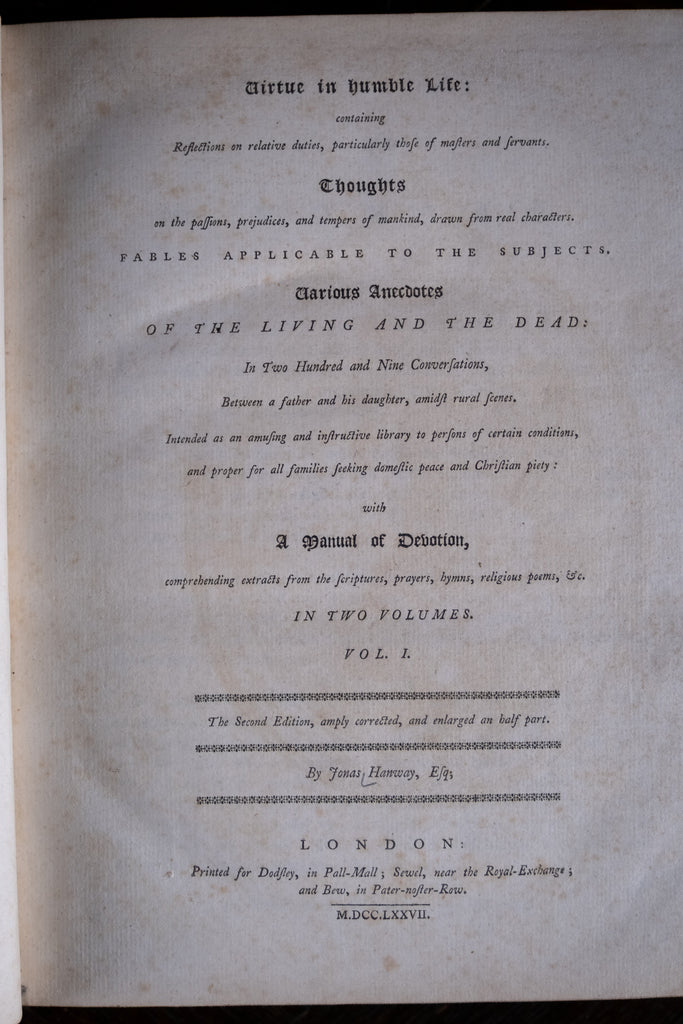 Virtue in humble Life:
containing
Reflections on relative duties, particularly thoſe of maſters and ſervants.
Thoughts
on the paſſions, prejudices, and tempers of mankind, drawn from real characters.
FABLES APPLICABLE TO THE SUBJECTS.
Various Anecdotes
OF THE LIVING AND THE DEAD:
In Two Hundred and Nine Converſations,
Between a father and his daughter, amidſt rural ſcenes.
Intended as an amuſing and inſtructive library to perſons of certain conditions,
and proper for all families ſeeking domeſtic peace and Chriſtian piety:
with
A Manual of Devotion,
comprehending extracts from the ſcriptures, prayers, hymns, religious poems, &c.
IN TWO VOLUMES.
VOL. I.
The Second Edition, amply corrected, and enlarged an half part.
By Jonas Hanway, Eſq;
LONDON:
Printed for Dodſley, in Pall-Mall; Sewel, near the Royal-Exchange;
and Bew, in Pater-noſter-Row.
M.DCC.LXXVII.